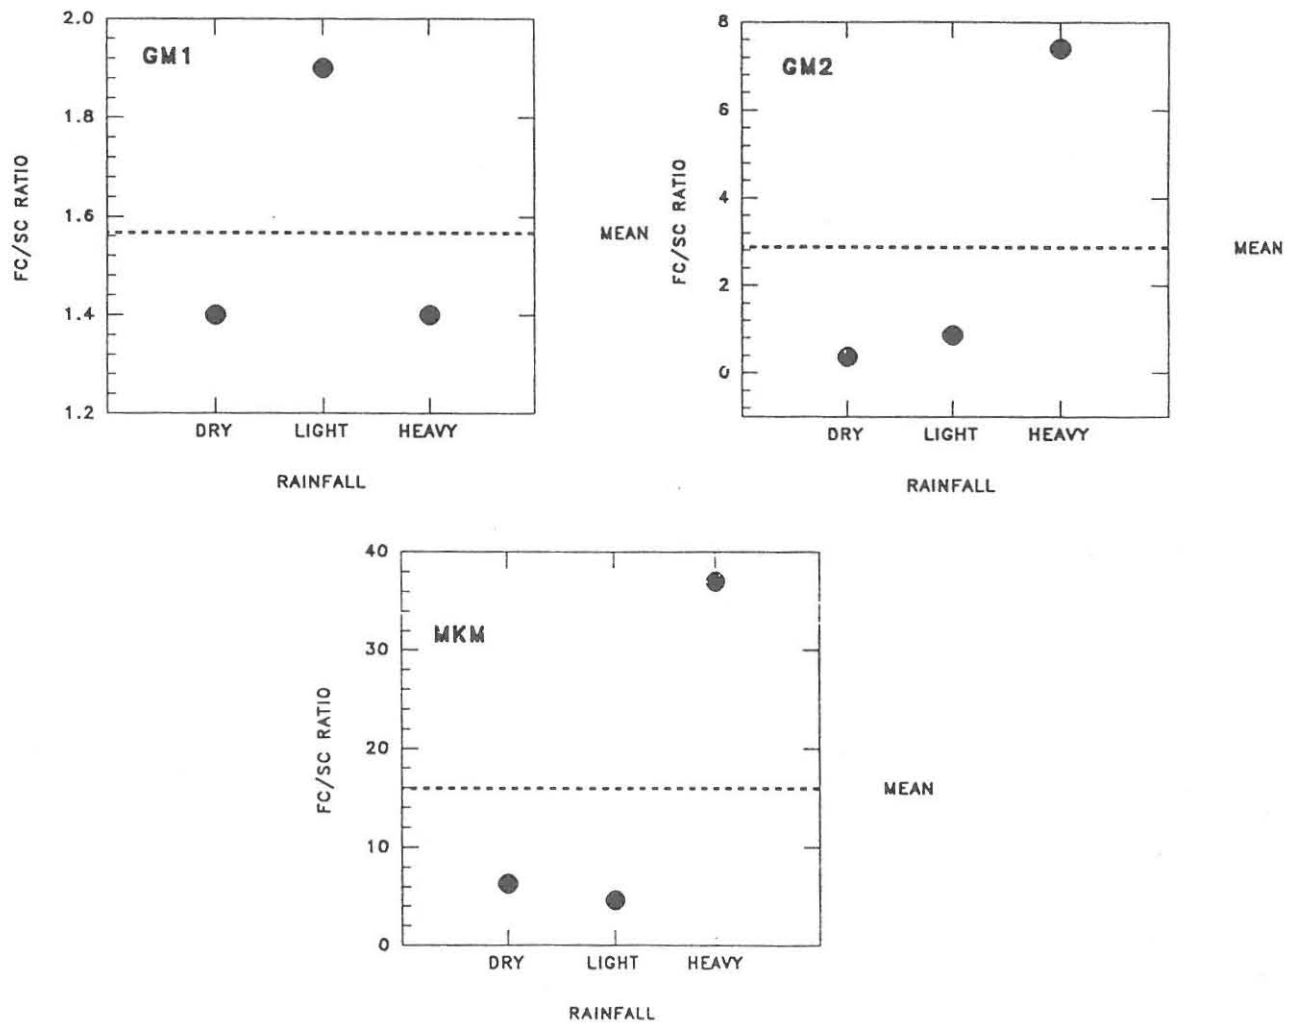 GM1
2.0
1.8
1.6
1.4
1.2
FC/SC RATIO
DRY LIGHT HEAVY
RAINFALL
MEAN
GM2
8
6
4
2
0
FC/SC RATIO
DRY LIGHT HEAVY
RAINFALL
MEAN
MKM
40
30
20
10
0
FC/SC RATIO
DRY LIGHT HEAVY
RAINFALL
MEAN